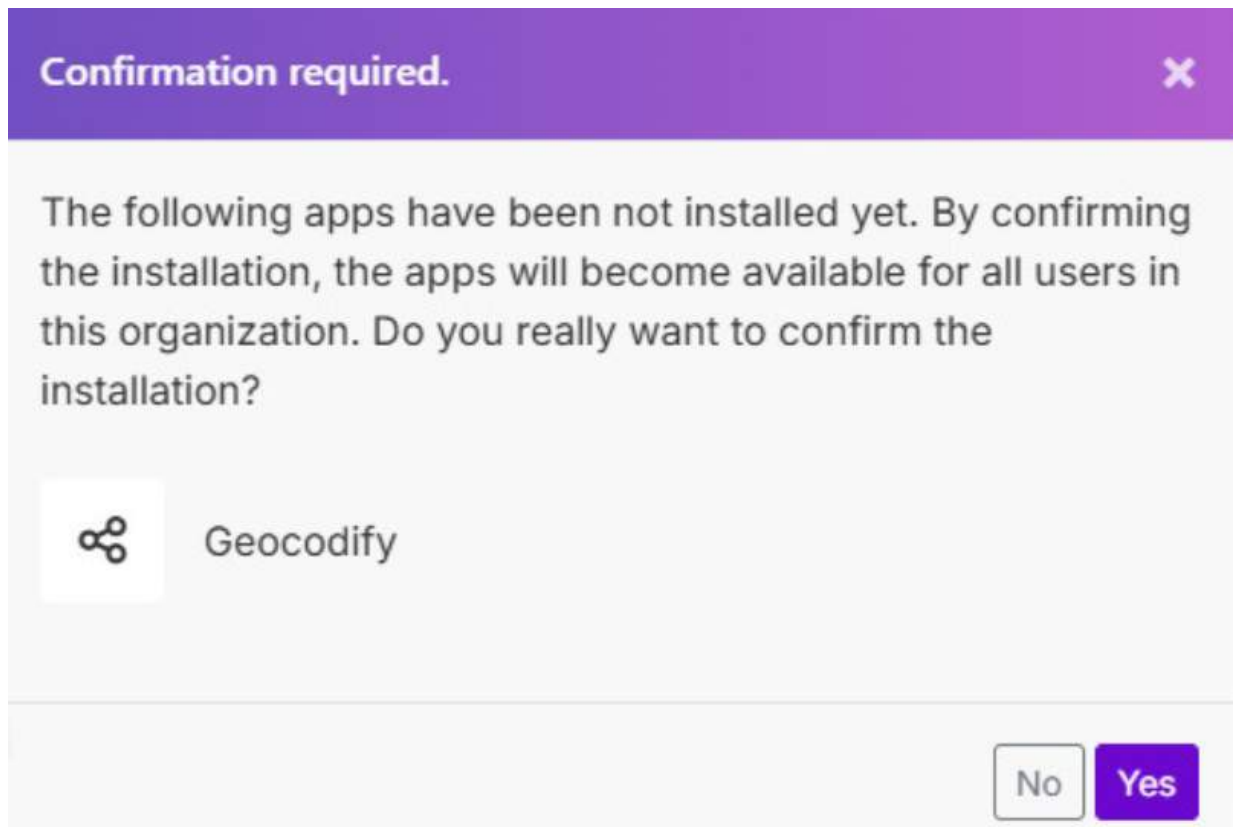 Confirmation required.
The following apps have been not installed yet. By confirming
the installation, the apps will become available for all users in
this organization. Do you really want to confirm the
installation?
Geocodify
No
Yes